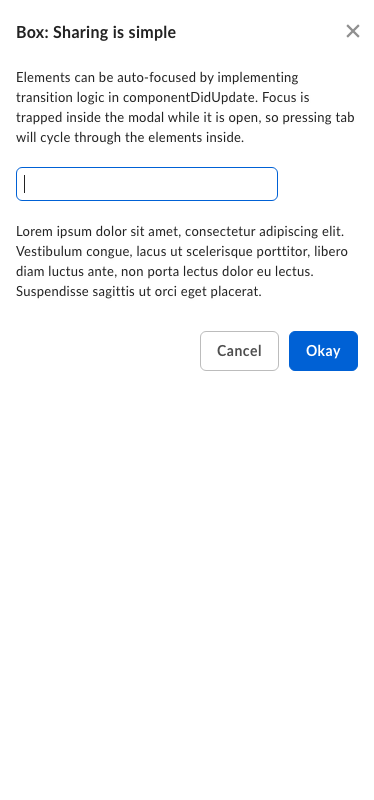 Box: Sharing is simple
Elements can be auto-focused by implementing
transition logic in componentDidUpdate. Focus is
trapped inside the modal while it is open, so pressing tab
will cycle through the elements inside.
Lorem ipsum dolor sit amet, consectetur adipiscing elit.
Vestibulum congue, lacus ut scelerisque porttitor, libero
diam luctus ante, non porta lectus dolor eu lectus.
Suspendisse sagittis ut orci eget placerat.
Cancel
Okay